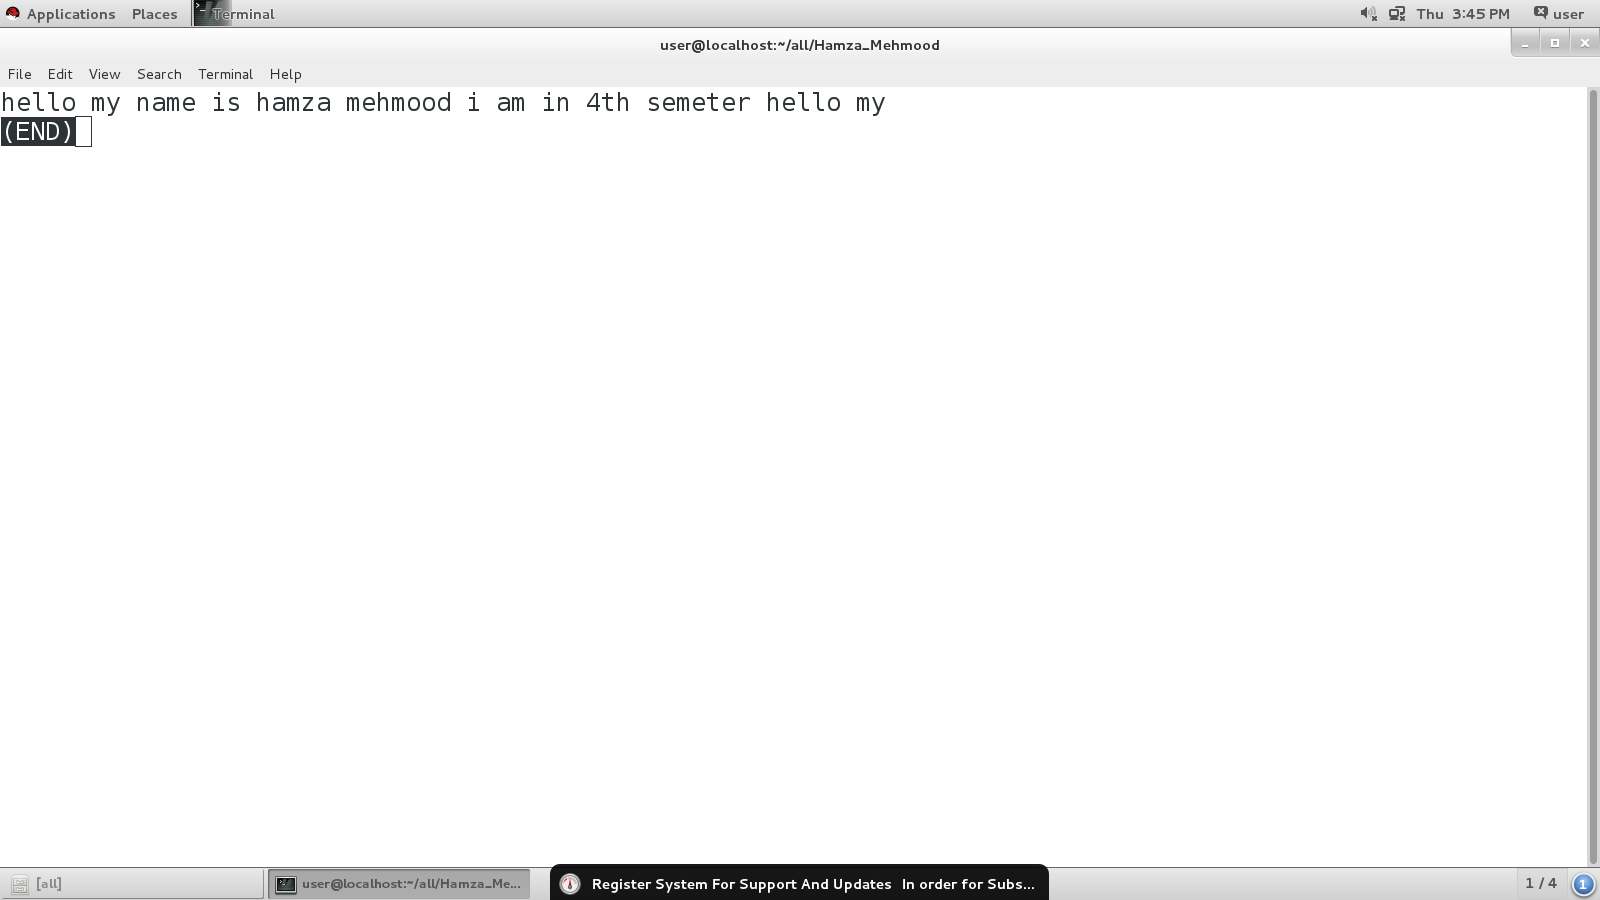 Applications Places Terminal Thu 3:45 PM user
user@localhost:~/all/Hamza_Mehmood
File Edit View Search Terminal Help
hello my name is hamza mehmood i am in 4th semeter hello my
(END)
[all] user@localhost:~/all/Hamza_Me... Register System For Support And Updates In order for Subs... 1 / 4 1